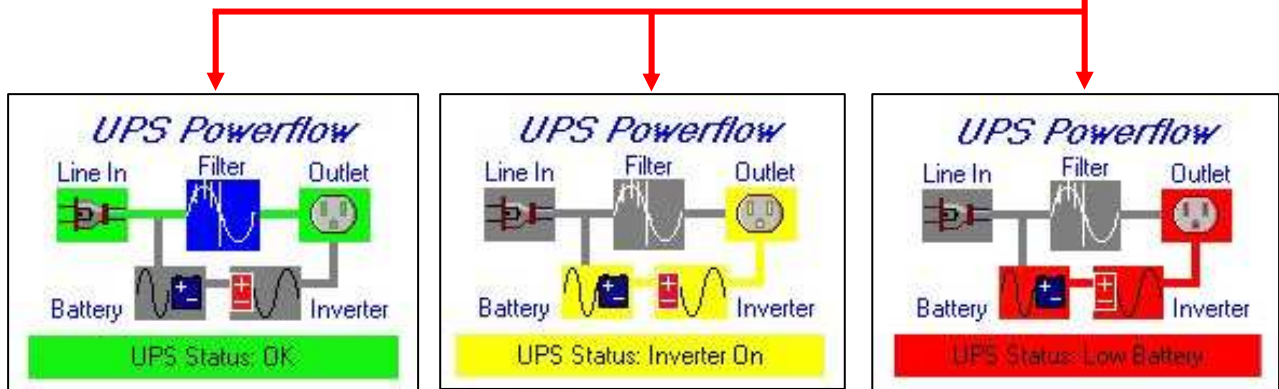 UPS Powerflow
Line In
Filter
Outlet
Battery
Inverter
UPS Status: OK
UPS Powerflow
Line In
Filter
Outlet
Battery
Inverter
UPS Status: Inverter On
UPS Powerflow
Line In
Filter
Outlet
Battery
Inverter
UPS Status: Low Battery